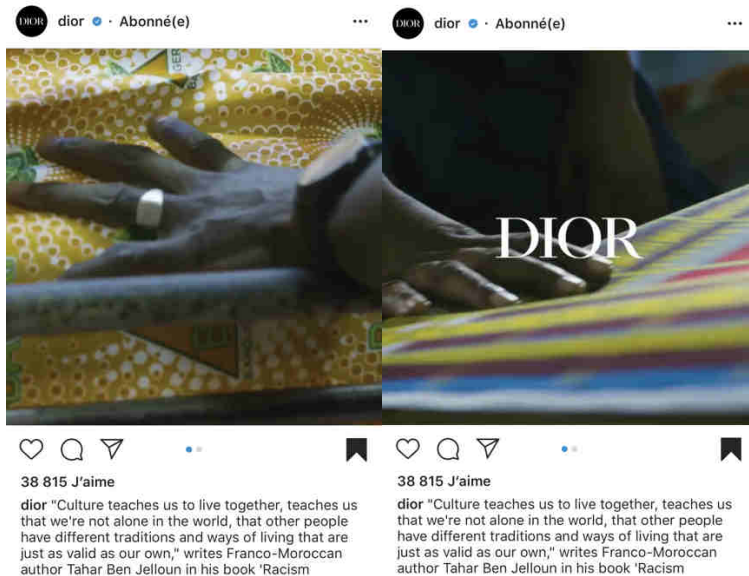 DIOR
dior · Abonné(e)
GER
BA
38 815 J'aime
dior "Culture teaches us to live together, teaches us
that we're not alone in the world, that other people
have different traditions and ways of living that are
just as valid as our own," writes Franco-Moroccan
author Tahar Ben Jelloun in his book 'Racism
DIOR
dior · Abonné(e)
DIOR
38 815 J'aime
dior "Culture teaches us to live together, teaches us
that we're not alone in the world, that other people
have different traditions and ways of living that are
just as valid as our own," writes Franco-Moroccan
author Tahar Ben Jelloun in his book 'Racism